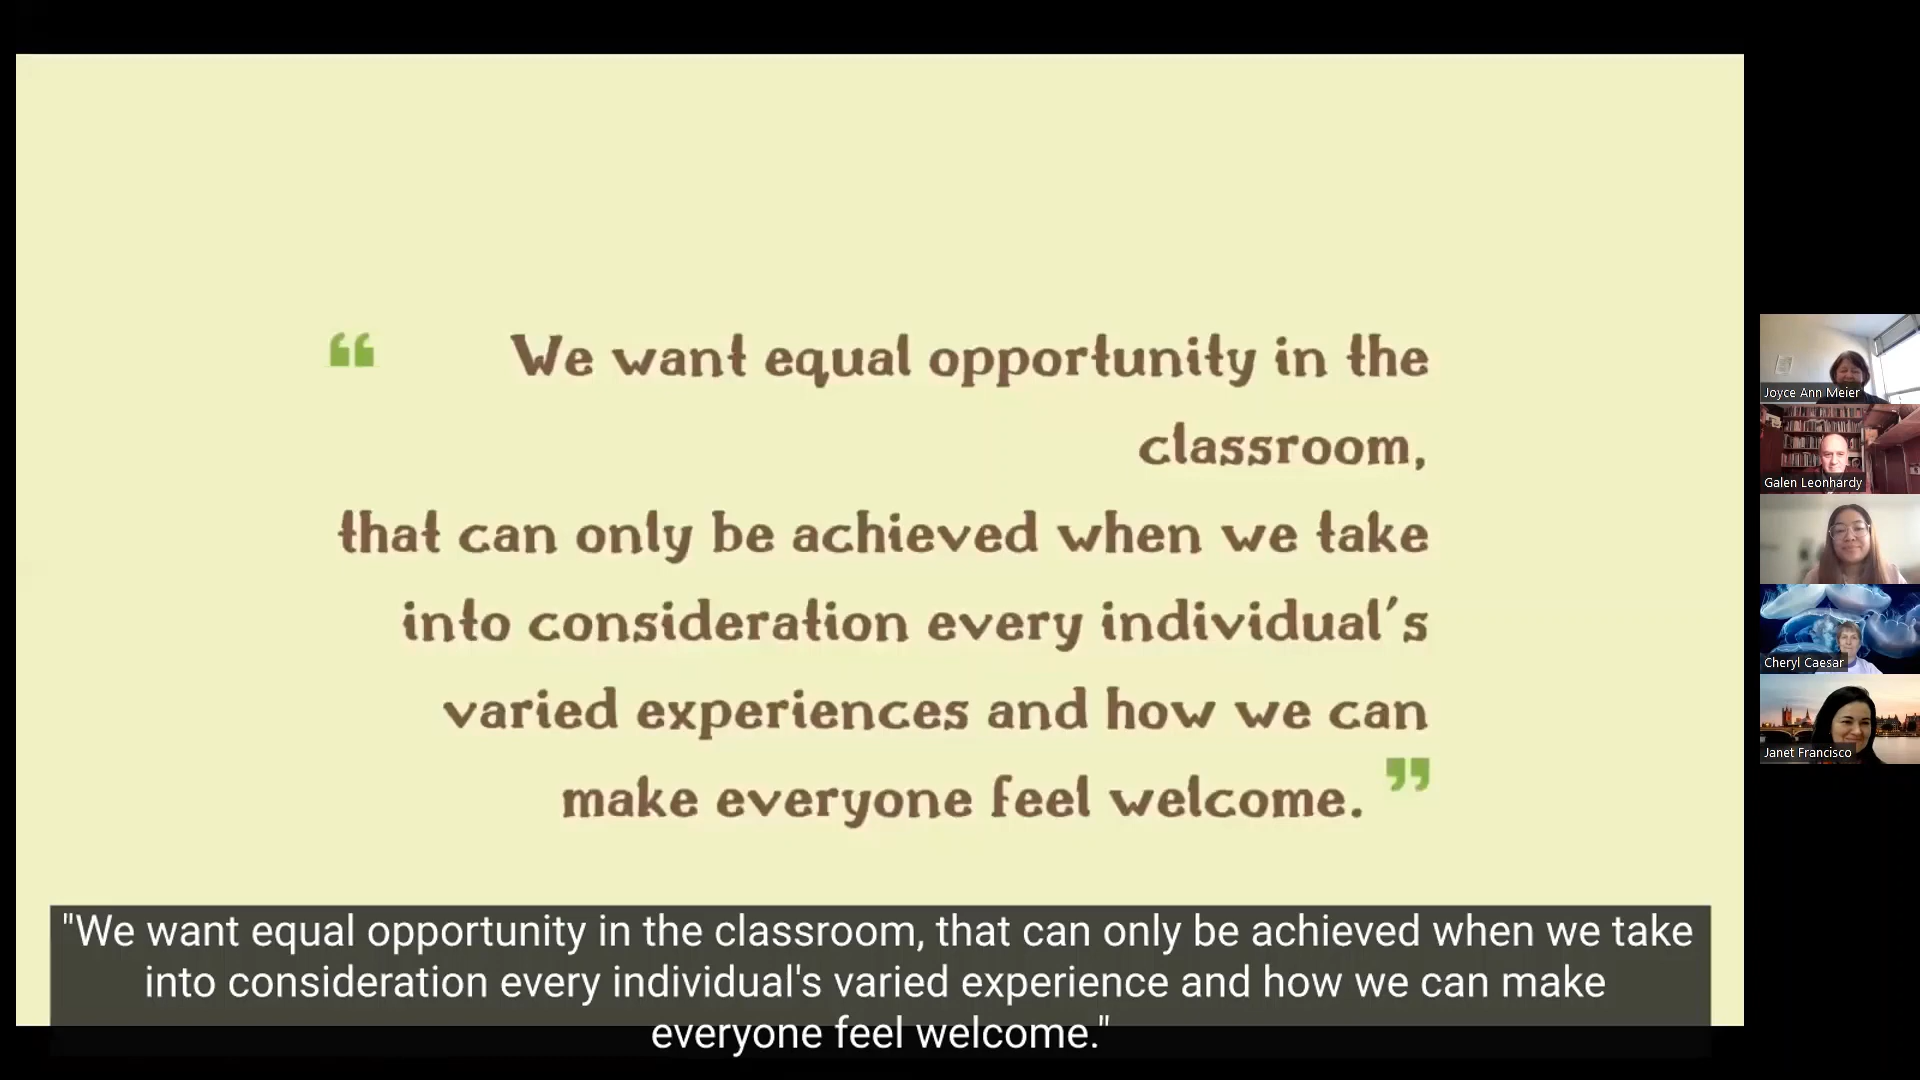 “ We want equal opportunity in the
classroom,
that can only be achieved when we take
into consideration every individual’s
varied experiences and how we can
make everyone feel welcome. ”
"We want equal opportunity in the classroom, that can only be achieved when we take
into consideration every individual's varied experience and how we can make
everyone feel welcome."
Joyce Ann Meier
Galen Leonhardy
Cheryl Caesar
Janet Francisco